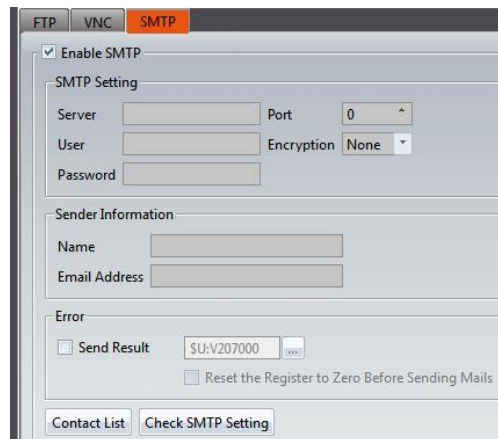 FTP VNC SMTP
Enable SMTP
SMTP Setting
Server Port 0
User Encryption None
Password
Sender Information
Name
Email Address
Error
Send Result $U:V207000 ...
Reset the Register to Zero Before Sending Mails
Contact List Check SMTP Setting